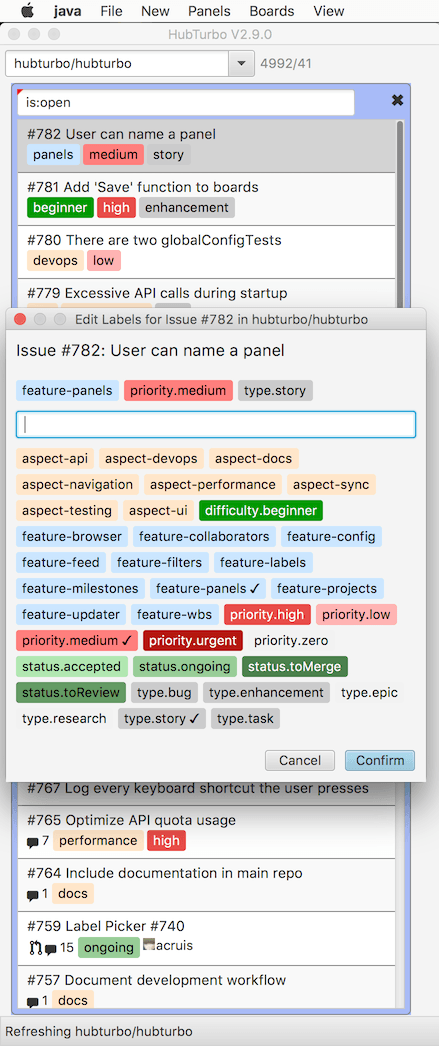 java File New Panels Boards View
HubTurbo V2.9.0
hubturbo/hubturbo 4992/41
is:open
#782 User can name a panel
panels medium story
#781 Add 'Save' function to boards
beginner high enhancement
#780 There are two globalConfigTests
devops low
#779 Excessive API calls during startup
Edit Labels for Issue #782 in hubturbo/hubturbo
Issue #782: User can name a panel
feature-panels priority.medium type.story
aspect-api aspect-devops aspect-docs
aspect-navigation aspect-performance aspect-sync
aspect-testing aspect-ui difficulty.beginner
feature-browser feature-collaborators feature-config
feature-feed feature-filters feature-labels
feature-milestones feature-panels ✓ feature-projects
feature-updater feature-wbs priority.high priority.low
priority.medium ✓ priority.urgent priority.zero
status.accepted status.ongoing status.toMerge
status.toReview type.bug type.enhancement type.epic
type.research type.story ✓ type.task
Cancel Confirm
#767 Log every keyboard shortcut the user presses
#765 Optimize API quota usage
7 performance high
#764 Include documentation in main repo
1 docs
#759 Label Picker #740
15 ongoing acruis
#757 Document development workflow
1 docs
Refreshing hubturbo/hubturbo